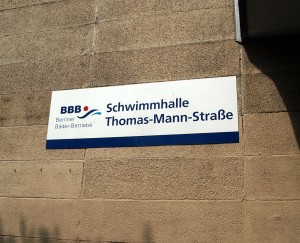 BBB
Berliner
Bäder-Betriebe
Schwimmhalle
Thomas-Mann-Straße